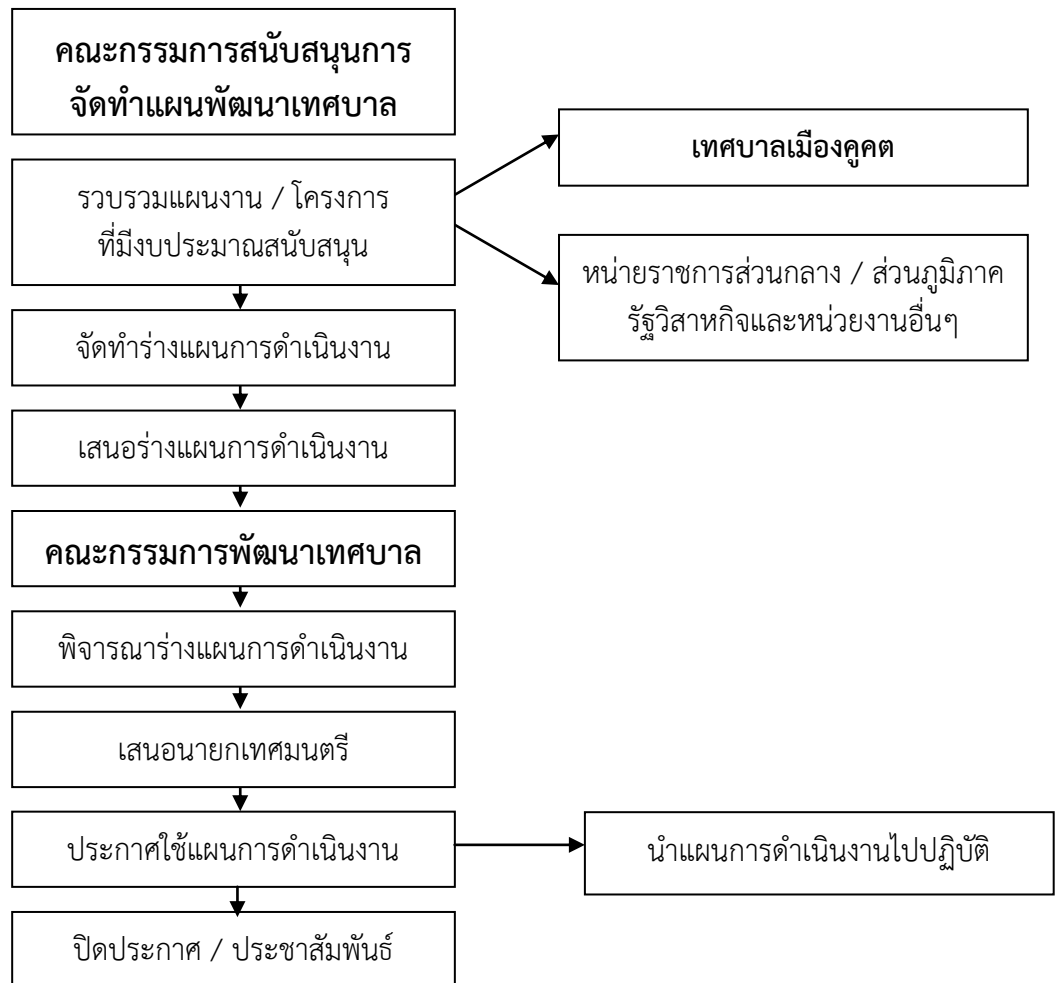 คณะกรรมการสนับสนุนการ
จัดทำแผนพัฒนาเทศบาล
เทศบาลเมืองคูคต
รวบรวมแผนงาน / โครงการ
ที่มีงบประมาณสนับสนุน
หน่ายราชการส่วนกลาง / ส่วนภูมิภาค
รัฐวิสาหกิจและหน่วยงานอื่นๆ
จัดทำร่างแผนการดำเนินงาน
เสนอร่างแผนการดำเนินงาน
คณะกรรมการพัฒนาเทศบาล
พิจารณาร่างแผนการดำเนินงาน
เสนอนายกเทศมนตรี
ประกาศใช้แผนการดำเนินงาน
นำแผนการดำเนินงานไปปฏิบัติ
ปิดประกาศ / ประชาสัมพันธ์